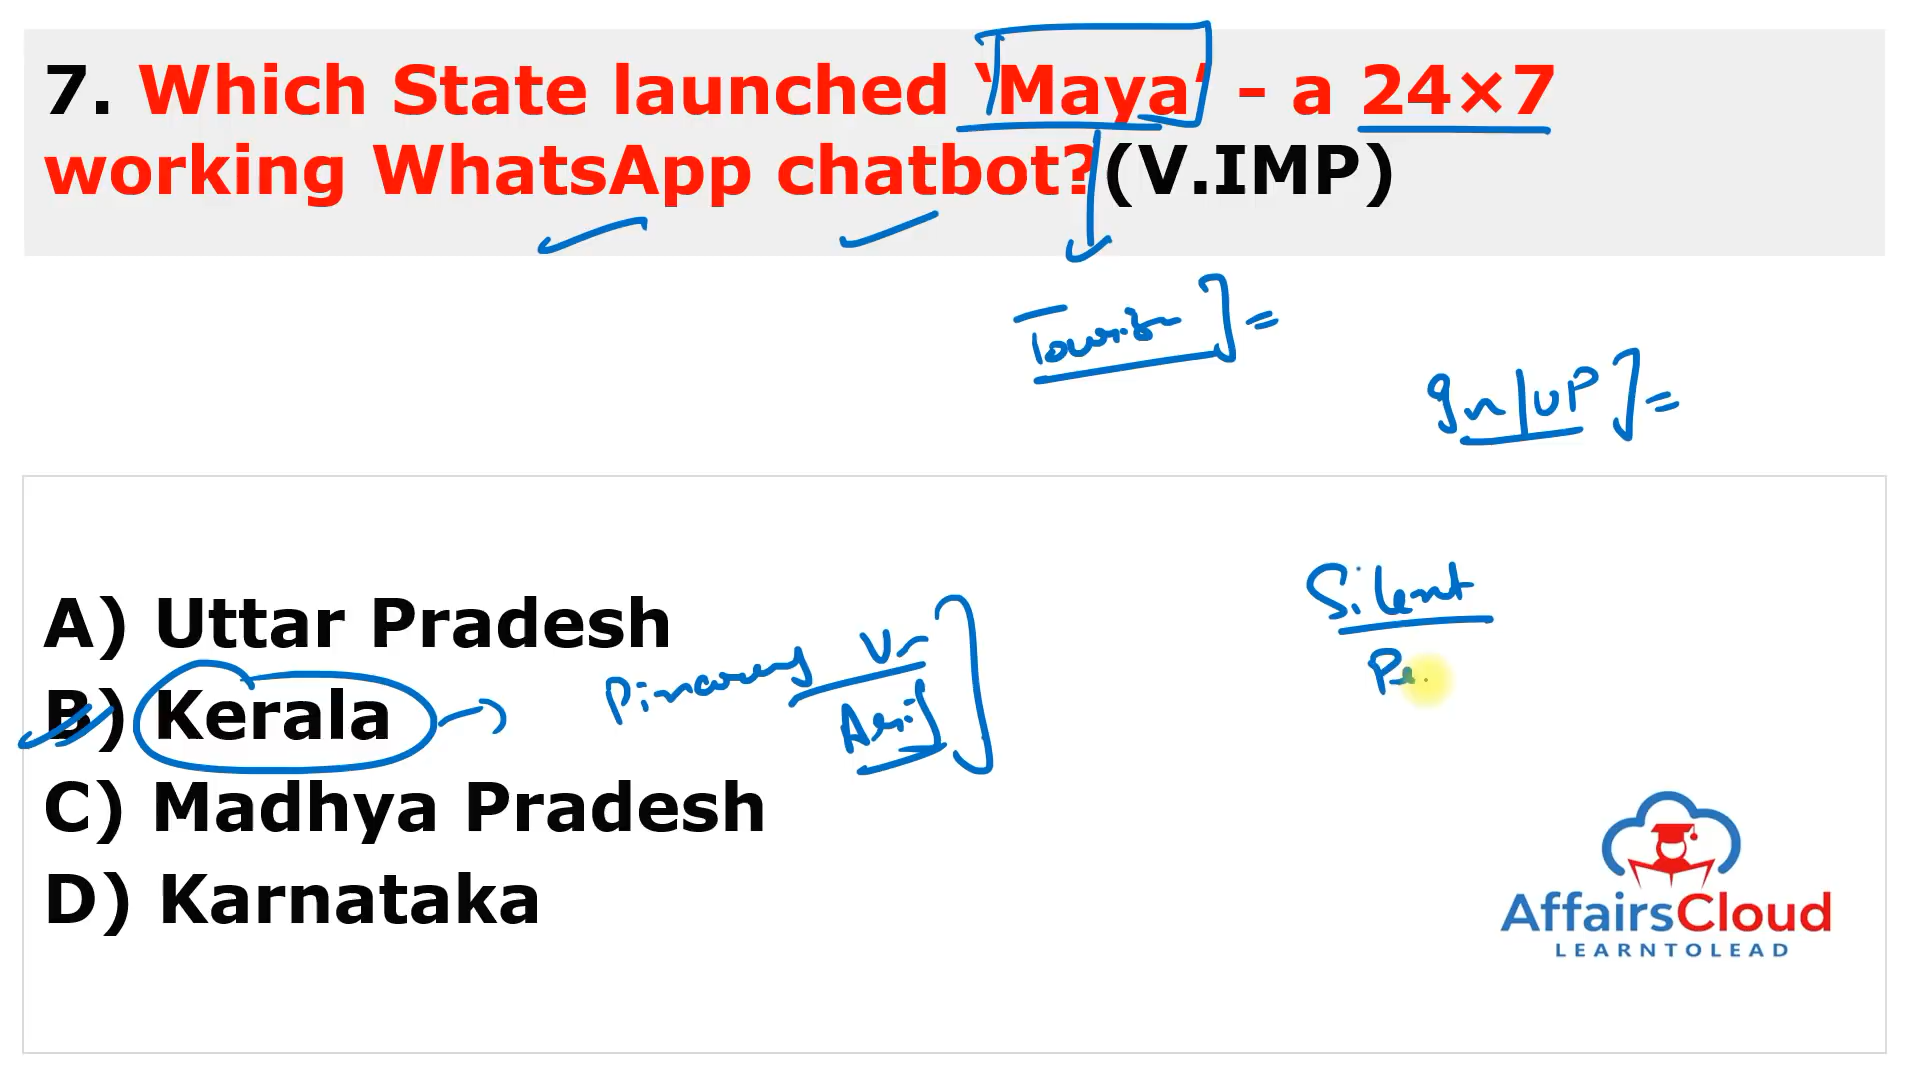 7. Which State launched ‘Maya’ - a 24×7
working WhatsApp chatbot?(V.IMP)
UP
A) Uttar Pradesh
B) Kerala
C) Madhya Pradesh
D) Karnataka
Silent
AffairsCloud
LEARNTOLEAD